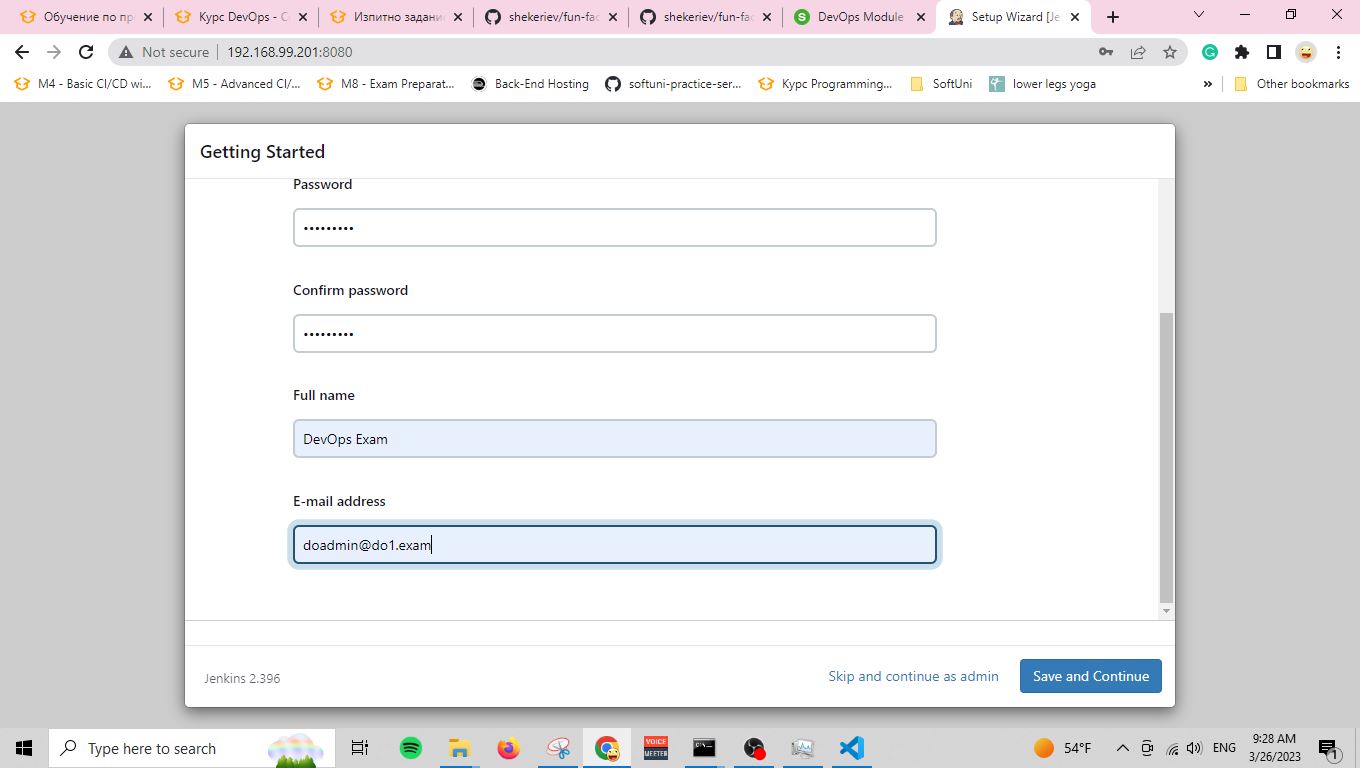 Обучение по пр
Курс DevOps - С
Изпитно задани
shekeriev/fun-fac
shekeriev/fun-fac
DevOps Module
Setup Wizard [Je
Not secure
192.168.99.201:8080
M4 - Basic CI/CD wi...
M5 - Advanced CI/...
M8 - Exam Preparat...
Back-End Hosting
softuni-practice-ser...
Курс Programming...
SoftUni
lower legs yoga
»
Other bookmarks
Getting Started
Password
•••••••••
Confirm password
•••••••••
Full name
DevOps Exam
E-mail address
doadmin@do1.exam
Jenkins 2.396
Skip and continue as admin
Save and Continue
Type here to search
VOICE
MEETER
54°F
ENG
9:28 AM
3/26/2023
1